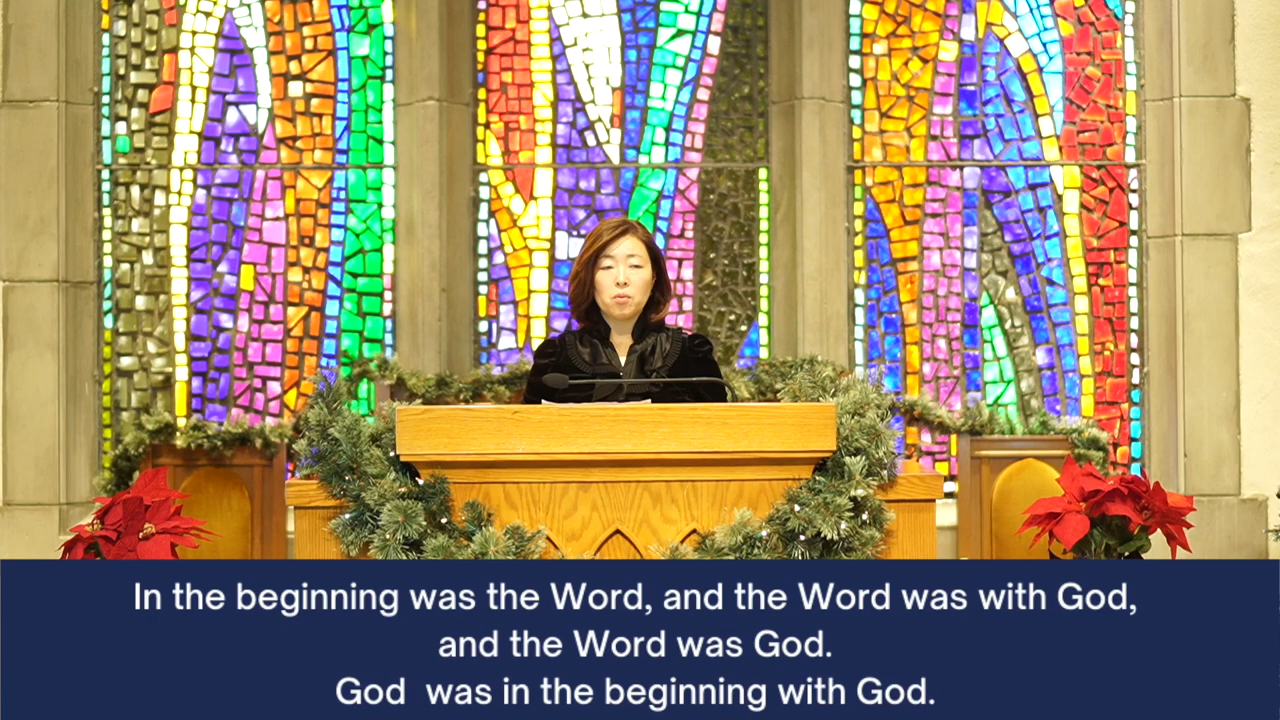 In the beginning was the Word, and the Word was with God,
and the Word was God.
God  was in the beginning with God.